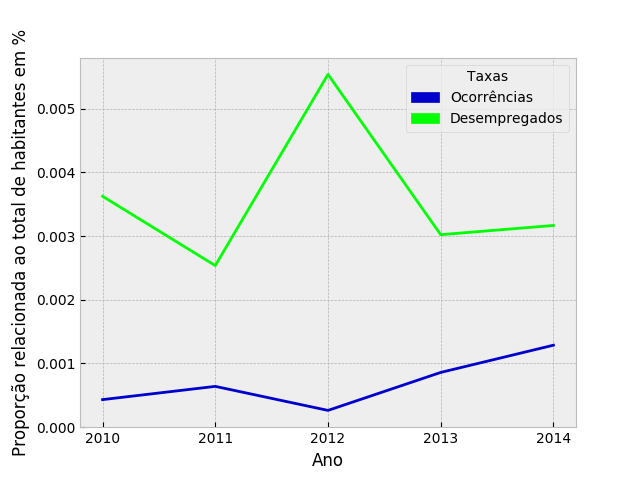 Proporção relacionada ao total de habitantes em %
0.005
0.004
0.003
0.002
0.001
0.000
Taxas
Ocorrências
Desempregados
2010 2011 2012 2013 2014
Ano